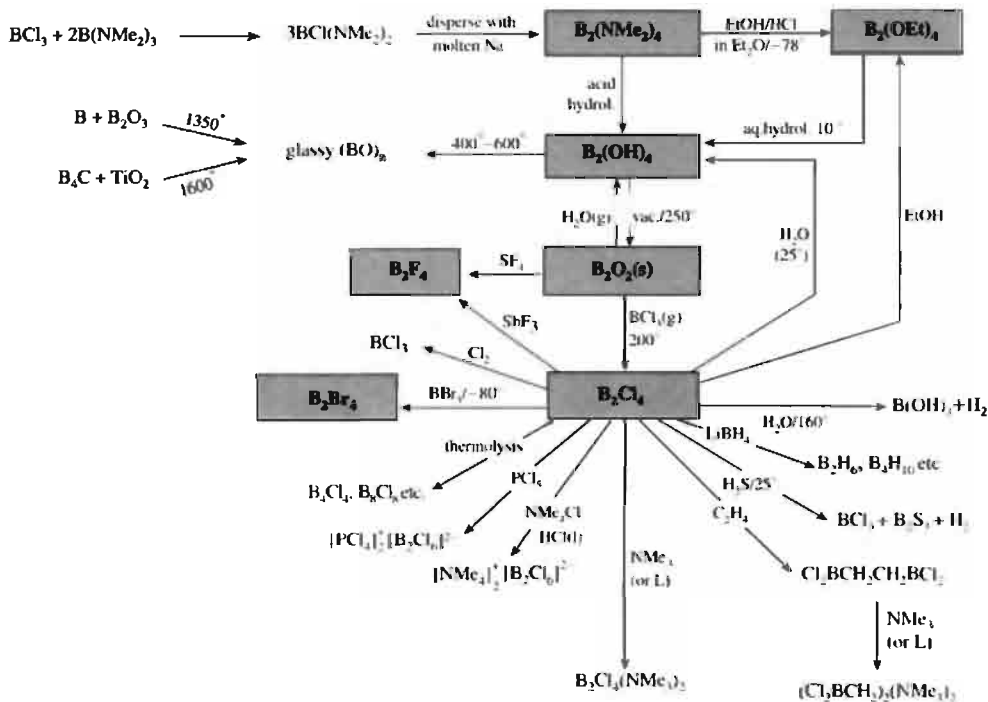 BCl₃ + 2B(NMe₂)₃
3BCl(NMe₂)₂
disperse with
molten Na
B₂(NMe₂)₄
EtOH/HCl
in Et₂O/−78°
B₂(OEt)₄
acid
hydrol.
B + B₂O₃
1350°
B₄C + TiO₂
1600°
glassy (BO)ₙ
400°–600°
B₂(OH)₄
aq.hydrol. 10°
H₂O(g)
vac./250°
H₂O
(25°)
EtOH
B₂F₄
SF₄
B₂O₂(s)
SbF₃
BCl₃(g)
200°
BCl₃
Cl₂
B₂Br₄
BBr₃/−80°
B₂Cl₄
H₂O/160°
B(OH)₃+H₂
thermolysis
B₄Cl₄, B₈Cl₈ etc.
LiBH₄
B₂H₆, B₄H₁₀ etc
PCl₅
[PCl₄]₂⁺[B₂Cl₆]²⁻
H₂S/25°
BCl₃ + B₂S₃ + H₂
NMe₄Cl
HCl(l)
[NMe₄]₂⁺[B₂Cl₆]²⁻
C₂H₄
Cl₂BCH₂CH₂BCl₂
NMe₃
(or L)
B₂Cl₄(NMe₃)₂
NMe₃
(or L)
(Cl₂BCH₂)₂(NMe₃)₂